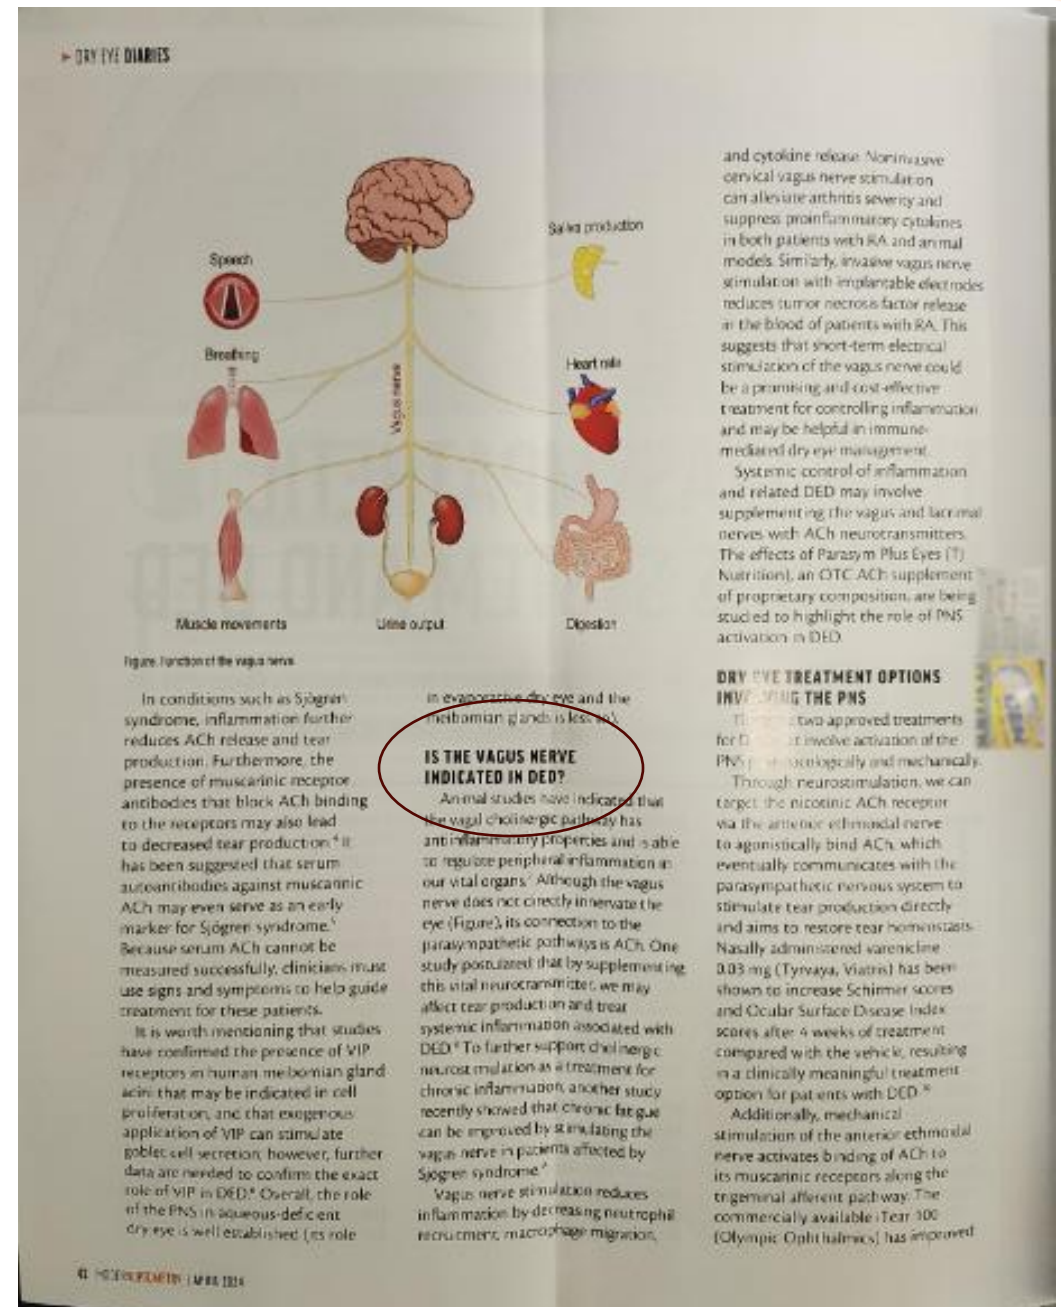 DRY EYE DIARIES
Speech
Saliva production
Breathing
Heart rate
Vagus nerve
Muscle movements
Urine output
Digestion
Figure. Function of the vagus nerve.
In conditions such as Sjögren
syndrome, inflammation further
reduces ACh release and tear
production. Furthermore, the
presence of muscarinic receptor
antibodies that block ACh binding
to the receptors may also lead
to decreased tear production.⁴ It
has been suggested that serum
autoantibodies against muscarinic
ACh may even serve as an early
marker for Sjögren syndrome.⁵
Because serum ACh cannot be
measured successfully, clinicians must
use signs and symptoms to help guide
treatment for these patients.
It is worth mentioning that studies
have confirmed the presence of VIP
receptors in human meibomian gland
acini that may be indicated in cell
proliferation, and that exogenous
application of VIP can stimulate
goblet cell secretion; however, further
data are needed to confirm the exact
role of VIP in DED.⁶ Overall, the role
of the PNS in aqueous-deficient
dry eye is well established (its role
in evaporative dry eye and the
meibomian glands is less so).
IS THE VAGUS NERVE
INDICATED IN DED?
Animal studies have indicated that
the vagal cholinergic pathway has
antiinflammatory properties and is able
to regulate peripheral inflammation in
our vital organs.⁷ Although the vagus
nerve does not directly innervate the
eye (Figure), its connection to the
parasympathetic pathways is ACh. One
study postulated that by supplementing
this vital neurotransmitter, we may
affect tear production and treat
systemic inflammation associated with
DED.⁸ To further support cholinergic
neurostimulation as a treatment for
chronic inflammation, another study
recently showed that chronic fatigue
can be improved by stimulating the
vagus nerve in patients affected by
Sjögren syndrome.
Vagus nerve stimulation reduces
inflammation by decreasing neutrophil
recruitment, macrophage migration,
and cytokine release. Noninvasive
cervical vagus nerve stimulation
can alleviate arthritis severity and
suppress proinflammatory cytokines
in both patients with RA and animal
models. Similarly, invasive vagus nerve
stimulation with implantable electrodes
reduces tumor necrosis factor release
in the blood of patients with RA. This
suggests that short-term electrical
stimulation of the vagus nerve could
be a promising and cost-effective
treatment for controlling inflammation
and may be helpful in immune-
mediated dry eye management.
Systemic control of inflammation
and related DED may involve
supplementing the vagus and lacrimal
nerves with ACh neurotransmitters.
The effects of Parasym Plus Eyes (TJ
Nutrition), an OTC ACh supplement
of proprietary composition, are being
studied to highlight the role of PNS
activation in DED.
DRY EYE TREATMENT OPTIONS
THE PNS
two approved treatments
for involve activation of the
and mechanically.
Through neurostimulation, we can
target the nicotinic ACh receptor
via the anterior ethmoidal nerve
to agonistically bind ACh, which
eventually communicates with the
parasympathetic nervous system to
stimulate tear production directly
and aims to restore tear homeostasis.
Nasally administered varenicline
0.03 mg (Tyrvaya, Viatris) has been
shown to increase Schirmer scores
and Ocular Surface Disease Index
scores after 4 weeks of treatment
compared with the vehicle, resulting
in a clinically meaningful treatment
option for patients with DED.¹⁰
Additionally, mechanical
stimulation of the anterior ethmoidal
nerve activates binding of ACh to
its muscarinic receptors along the
trigeminal afferent pathway. The
commercially available iTear 100
(Olympic Ophthalmics) has improved
MODERN OPTOMETRY | APRIL 2024